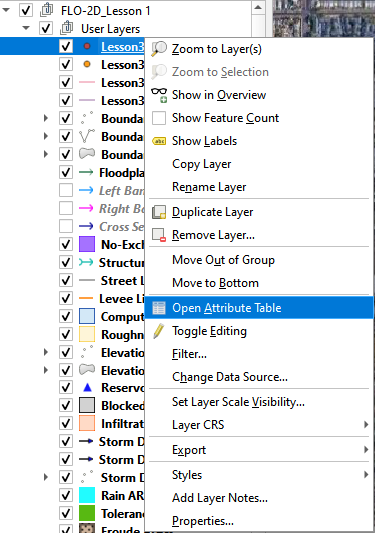 FLO-2D_Lesson 1
User Layers
Lesson3
Lesson3
Lesson3
Lesson3
Bounda
Bounda
Bounda
Floodpla
Left Ban
Right Bo
Cross Se
No-Exch
Structur
Street L
Levee Li
Comput
Roughn
Elevatio
Elevatio
Reservo
Blocked
Infiltrat
Storm D
Storm D
Storm D
Rain AR
Toleran
Zoom to Layer(s)
Zoom to Selection
Show in Overview
Show Feature Count
abc
Show Labels
Copy Layer
Rename Layer
Duplicate Layer
Remove Layer...
Move Out of Group
Move to Bottom
Open Attribute Table
Toggle Editing
Filter...
Change Data Source...
Set Layer Scale Visibility...
Layer CRS
Export
Styles
Add Layer Notes...
Properties...